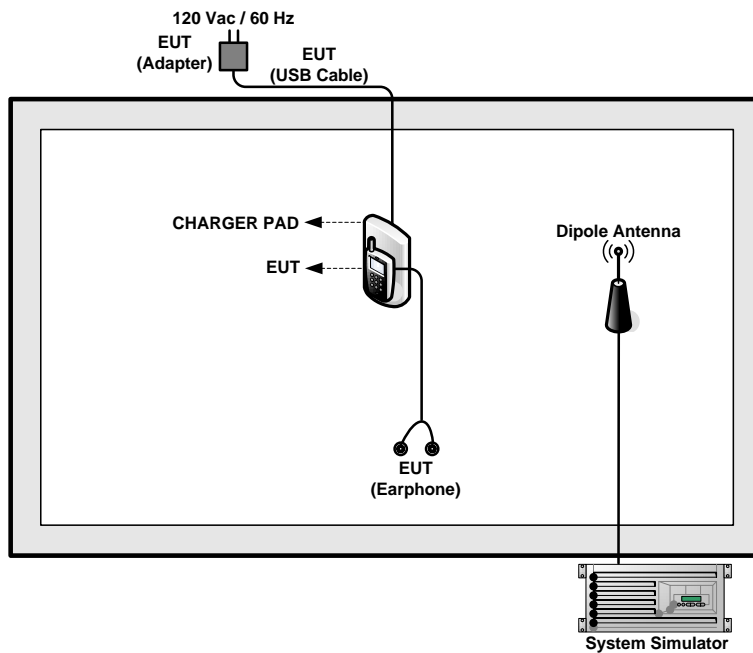 120 Vac / 60 Hz
EUT
(Adapter)
EUT
(USB Cable)
CHARGER PAD
EUT
Dipole Antenna
EUT
(Earphone)
System Simulator